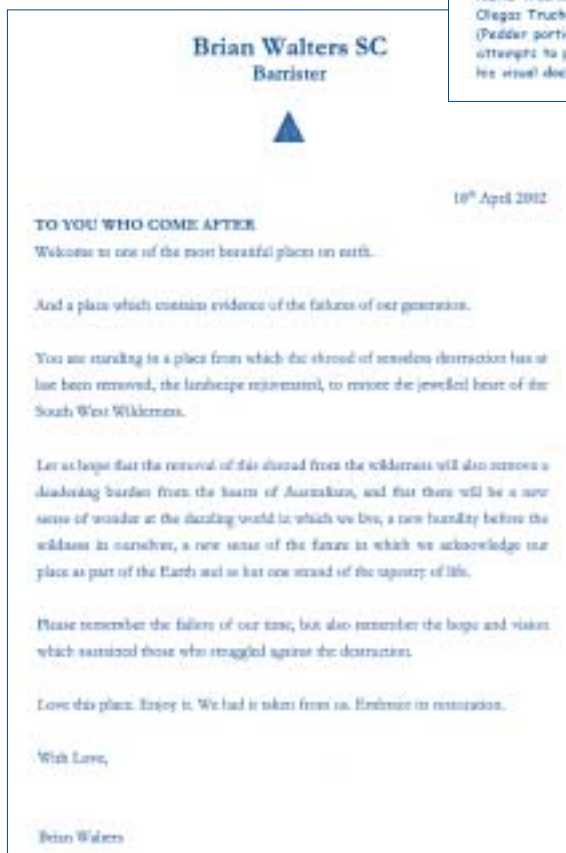 Olegas Truch
(Pedder porti
attempts to p
his visual doc
Brian Walters SC
Barrister
10th April 2002
TO YOU WHO COME AFTER
Welcome to one of the most beautiful places on earth.
And a place which contains evidence of the failures of our generation.
You are standing in a place from which the shroud of senseless destruction has at
last been removed, the landscape rejuvenated, to restore the jewelled heart of the
South West Wilderness.
Let us hope that the removal of this shroud from the wilderness will also remove a
deadening burden from the hearts of Australians, and that there will be a new
sense of wonder at the dazzling world in which we live, a new humility before the
wildness in ourselves, a new sense of the future in which we acknowledge our
place as part of the Earth and as but one strand of the tapestry of life.
Please remember the failure of our time, but also remember the hope and vision
which sustained those who struggled against the destruction.
Love this place. Enjoy it. We had it taken from us. Embrace its restoration.
With Love,
Brian Walters